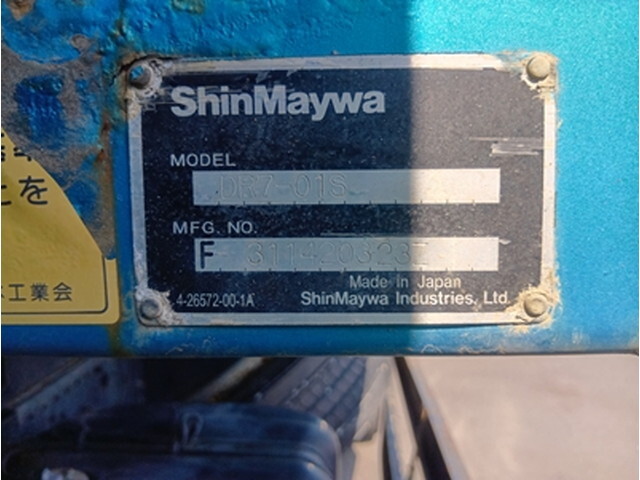 ShinMaywa
MODEL
DR7-01S
MFG. NO.
F
Made in Japan
4-26572-00-1A
ShinMaywa Industries, Ltd.
とを
工業会